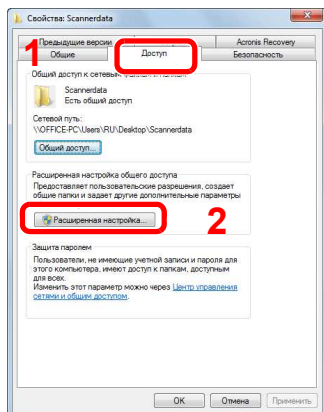 Свойства: Scannerdata
Предыдущие версии
Acronis Recovery
1
Общие
Доступ
Безопасность
Общий доступ к сетевым
Scannerdata
Есть общий доступ
Сетевой путь:
\\OFFICE-PC\Users\RU\Desktop\Scannerdata
Общий доступ...
Расширенная настройка общего доступа
Предоставляет пользовательские разрешения, создает
общие папки и задает другие дополнительные параметры
Расширенная настройка...
2
Защита паролем
Пользователи, не имеющие учетной записи и пароля для
этого компьютера, имеют доступ к папкам, доступным
для всех.
Изменить этот параметр можно через Центр управления
сетями и общим доступом.
OK
Отмена
Применить